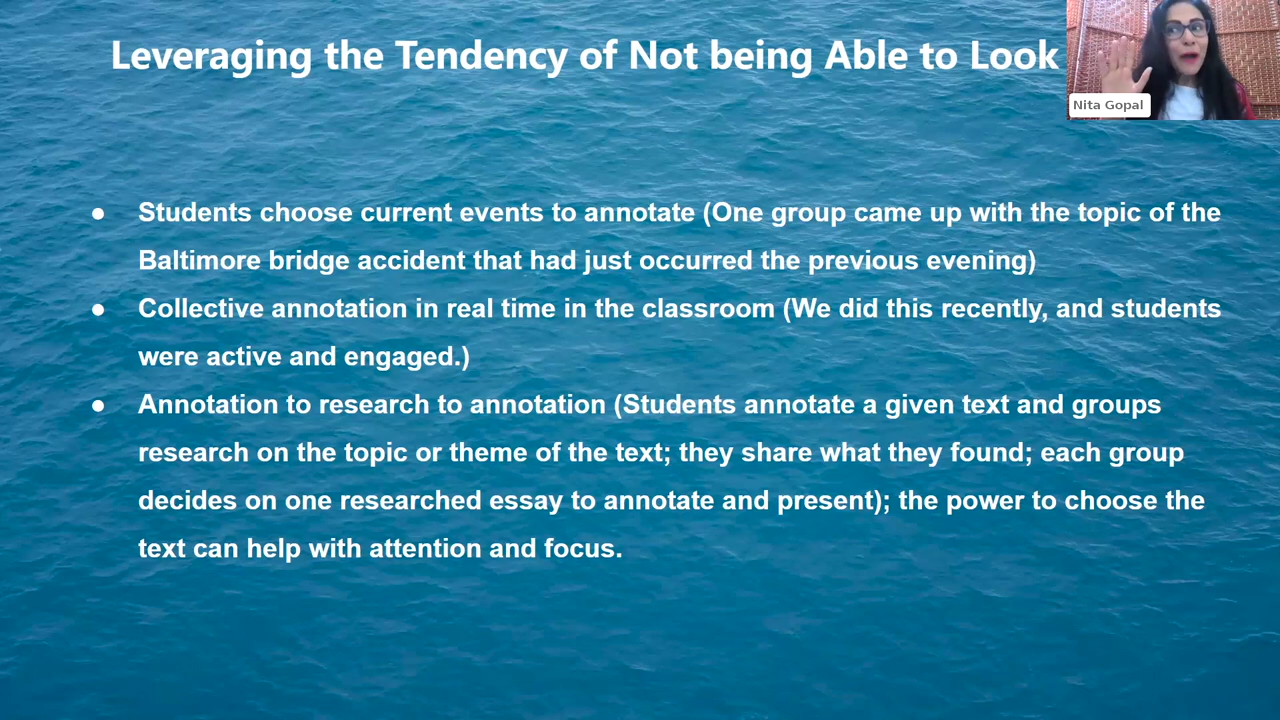 Leveraging the Tendency of Not being Able to Look
Nita Gopal
● Students choose current events to annotate (One group came up with the topic of the
Baltimore bridge accident that had just occurred the previous evening)
● Collective annotation in real time in the classroom (We did this recently, and students
were active and engaged.)
● Annotation to research to annotation (Students annotate a given text and groups
research on the topic or theme of the text; they share what they found; each group
decides on one researched essay to annotate and present); the power to choose the
text can help with attention and focus.